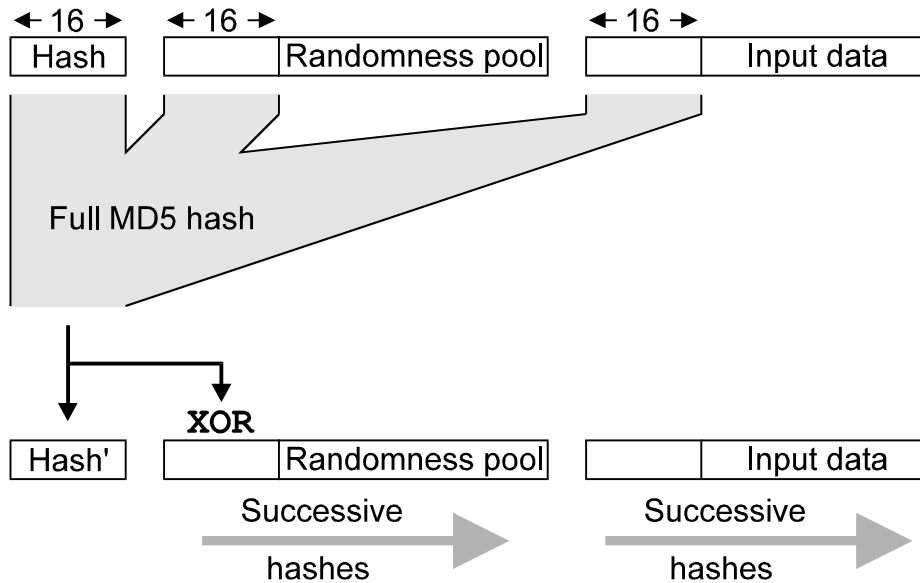 16 16 16
Hash Randomness pool Input data
Full MD5 hash
XOR
Hash' Randomness pool Input data
Successive Successive
hashes hashes